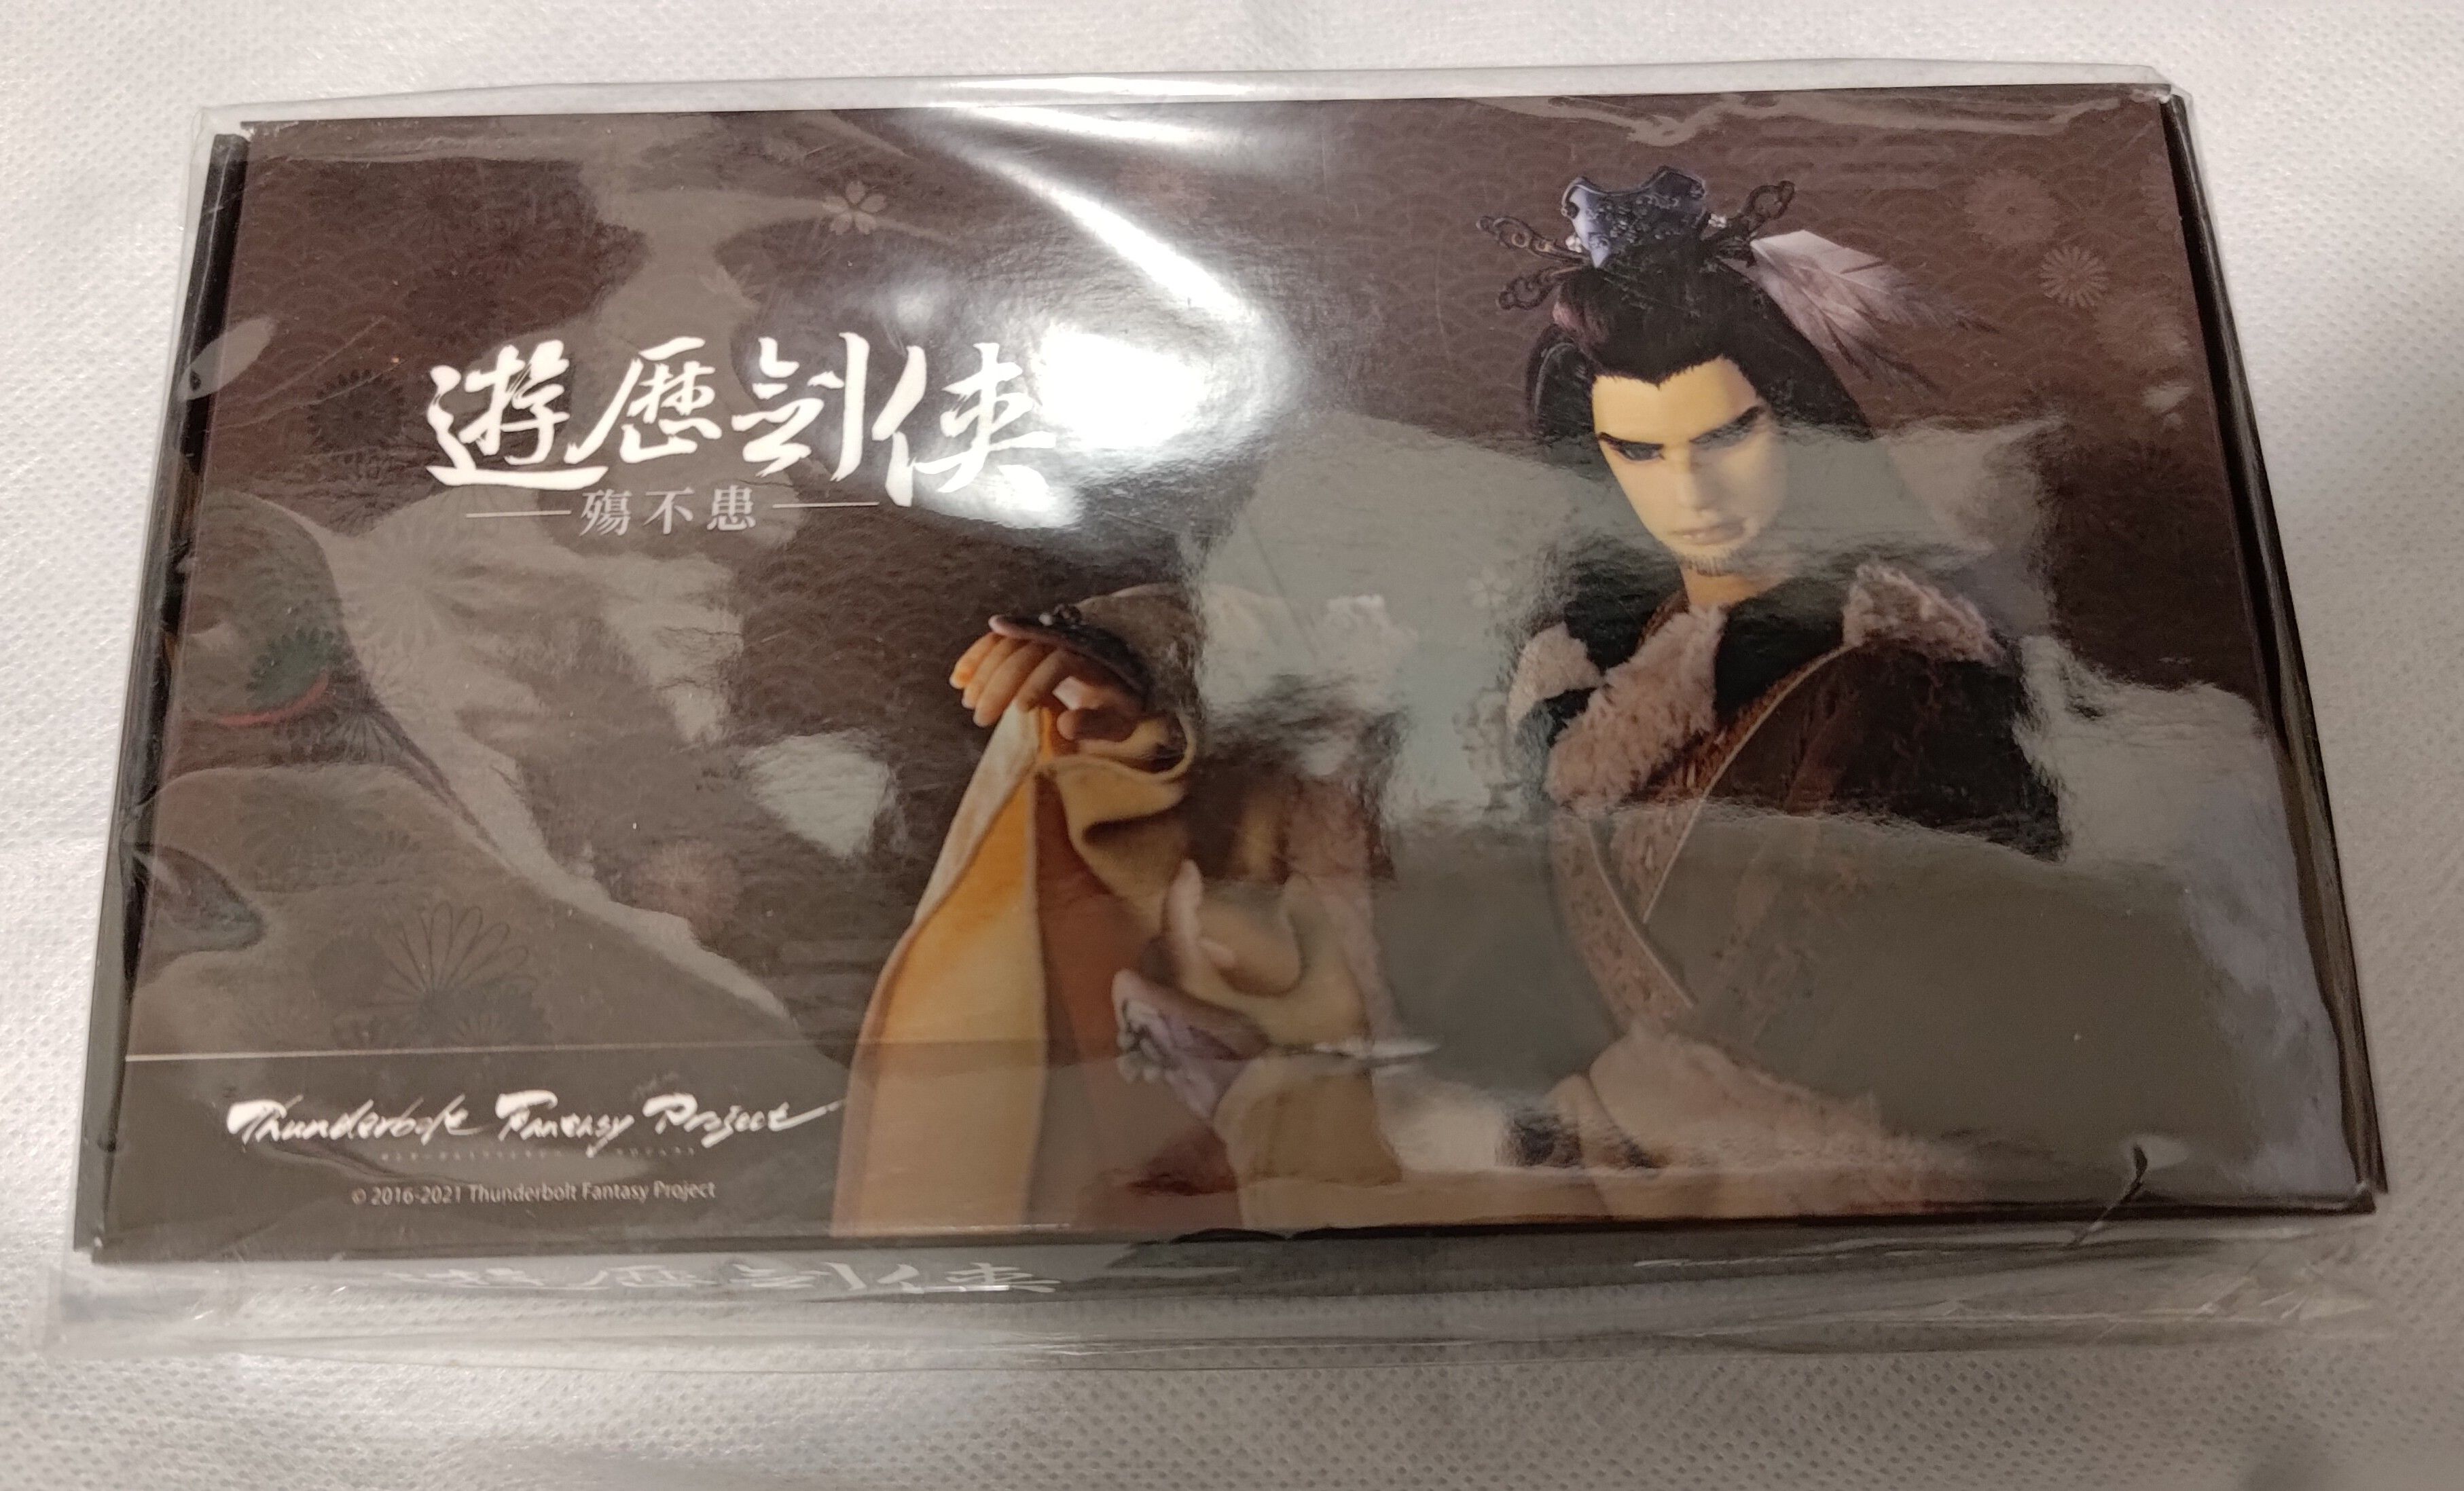 遊歷劍俠
殤不患
Thunderbolt Fantasy Project
© 2016-2021 Thunderbolt Fantasy Project
遊歷劍俠